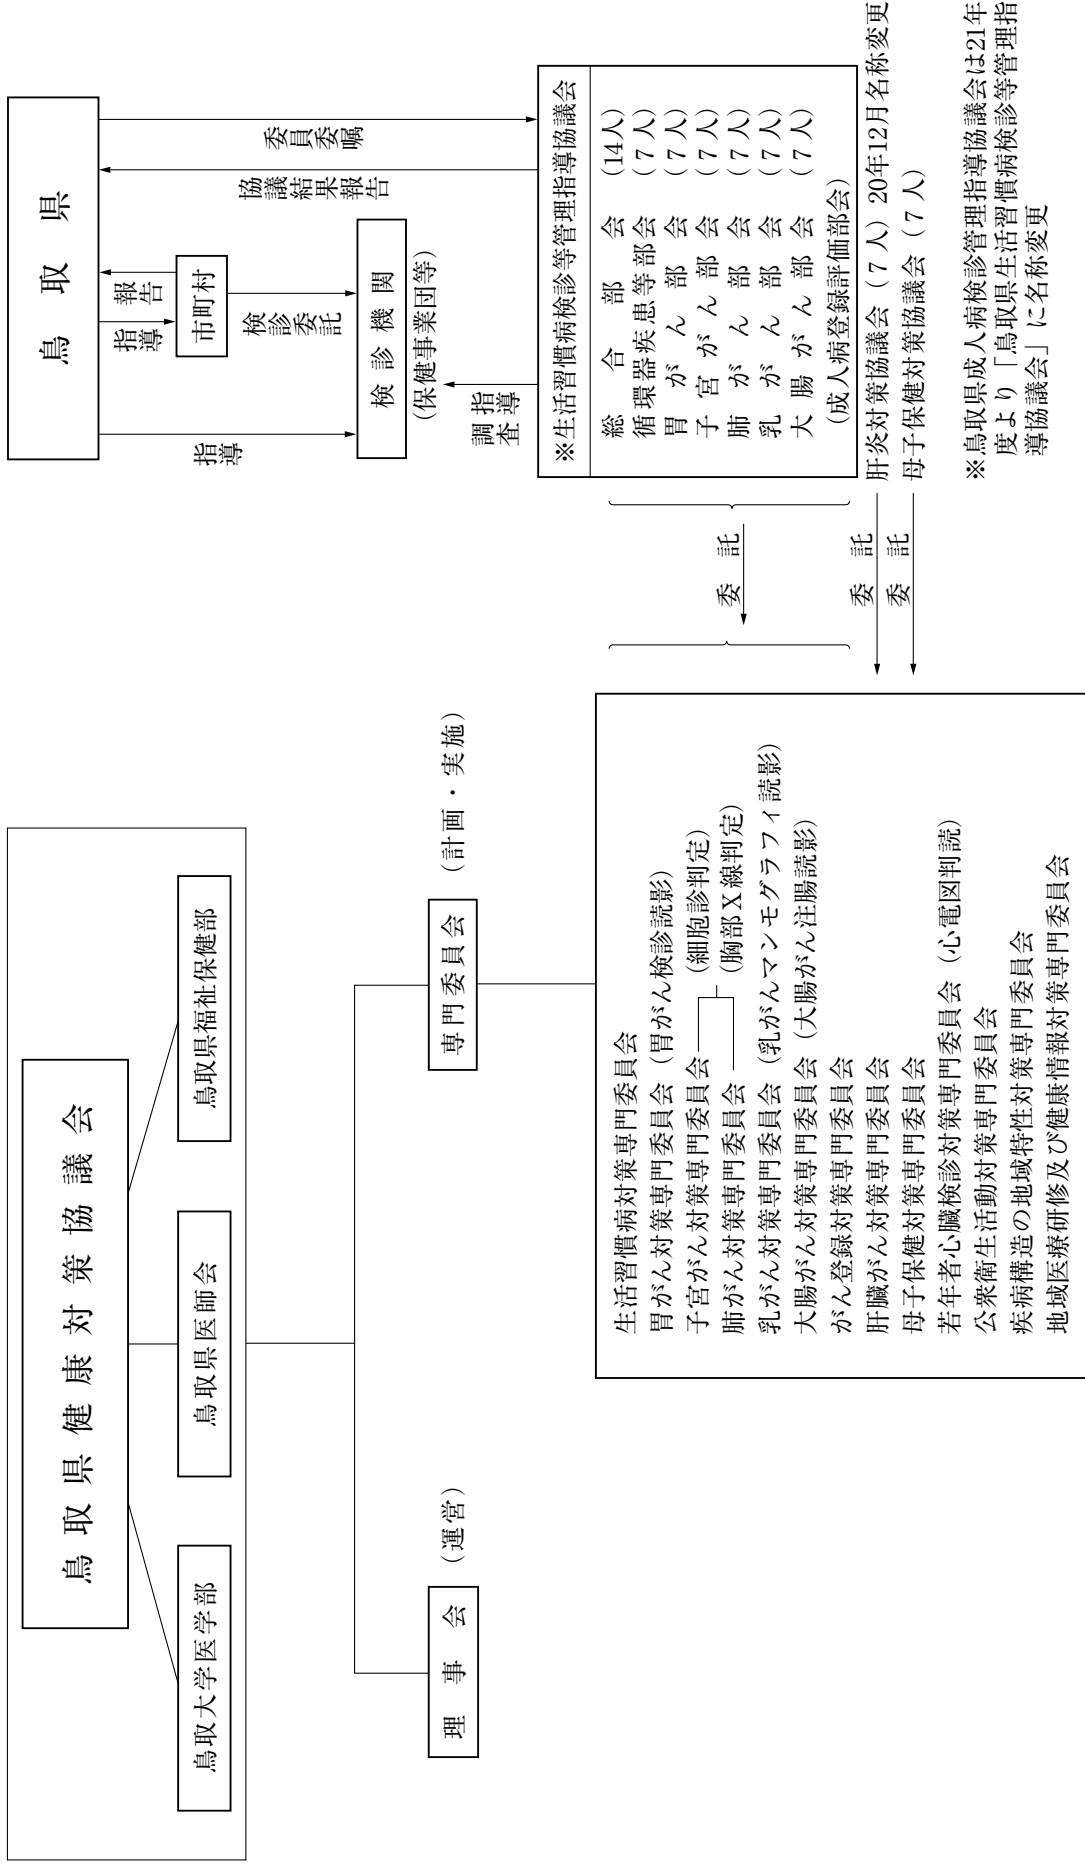 鳥取県健康対策協議会
鳥取大学医学部
鳥取県医師会
鳥取県福祉保健部
理事会
(運営)
専門委員会
(計画・実施)
生活習慣病対策専門委員会
胃がん対策専門委員会(胃がん検診読影)
子宮がん対策専門委員会 (細胞診判定)
肺がん対策専門委員会 (胸部X線判定)
乳がん対策専門委員会(乳がんマンモグラフィ読影)
大腸がん対策専門委員会(大腸がん注腸読影)
がん登録対策専門委員会
肝臓がん対策専門委員会
母子保健対策専門委員会
若年者心臓検診対策専門委員会(心電図判読)
公衆衛生活動対策専門委員会
疾病構造の地域特性対策専門委員会
地域医療研修及び健康情報対策専門委員会
鳥取県
指導
指導
報告
市町村
検診委託
協議結果報告
委員委嘱
検診機関
(保健事業団等)
調査
指導
※生活習慣病検診等管理指導協議会
総合部会 (14人)
循環器疾患等部会 (7人)
胃がん部会 (7人)
子宮がん部会 (7人)
肺がん部会 (7人)
乳がん部会 (7人)
大腸がん部会 (7人)
(成人病登録評価部会)
委託
委託
肝炎対策協議会(7人)20年12月名称変更
委託
母子保健対策協議会(7人)
※鳥取県成人病検診管理指導協議会は21年
度より「鳥取県生活習慣病検診等管理指
導協議会」に名称変更